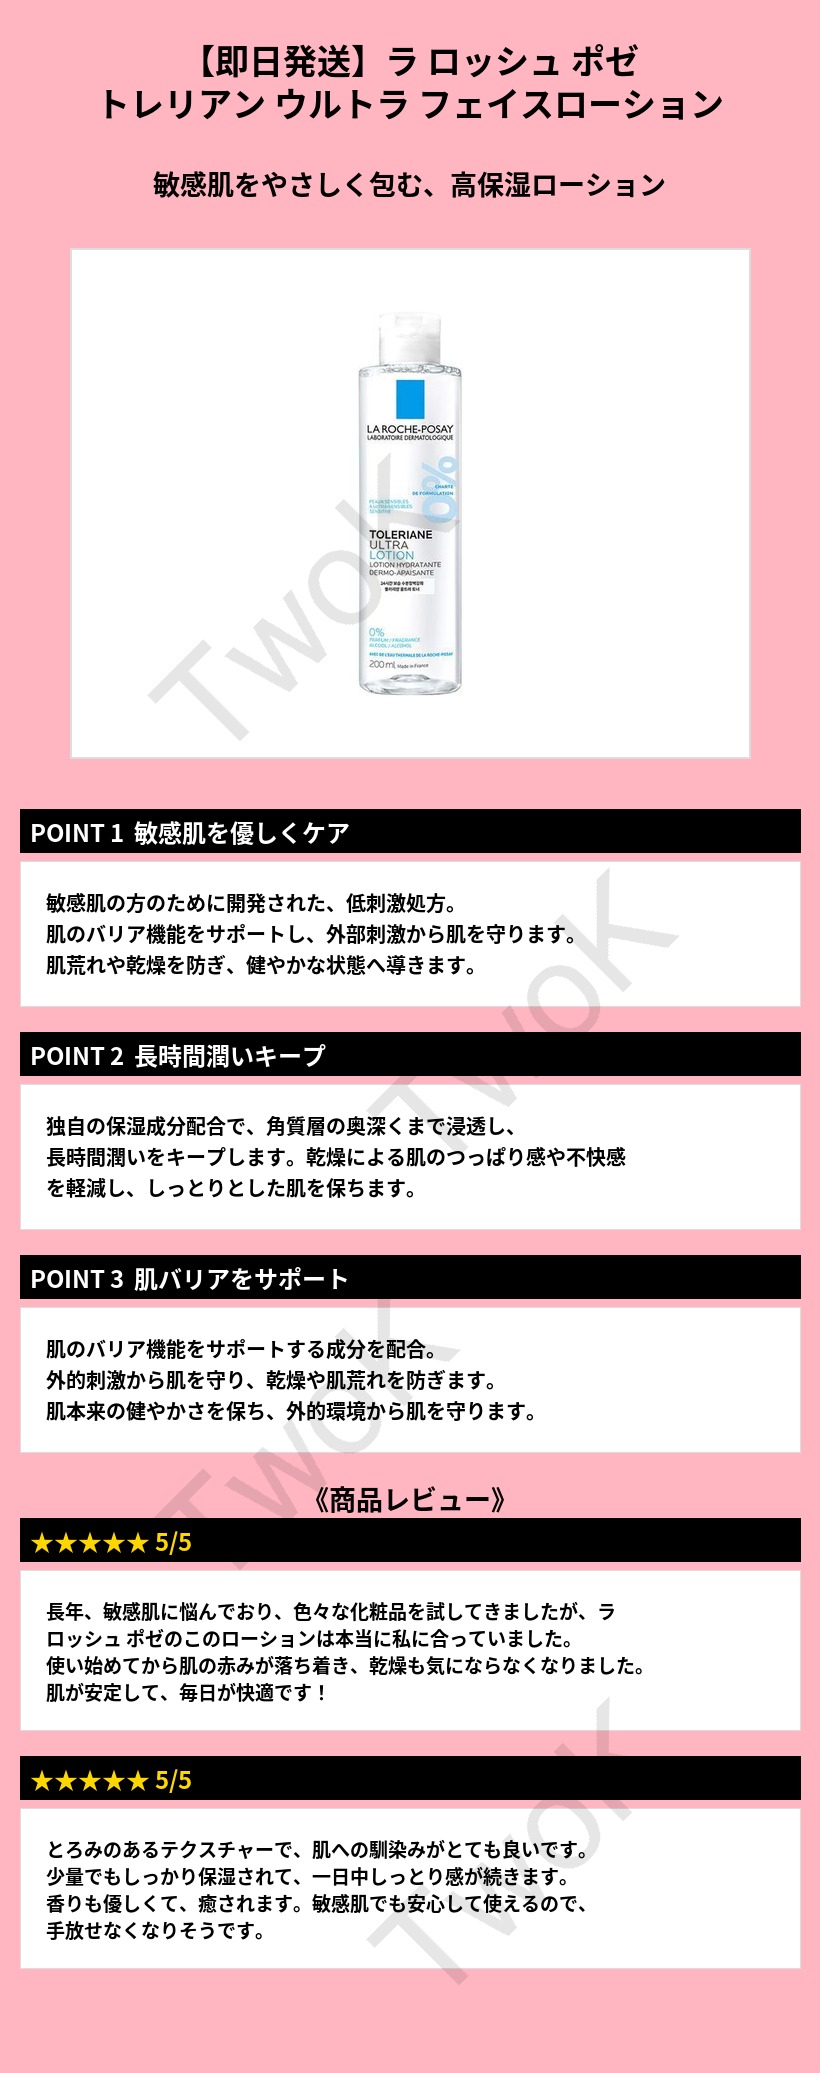 【即日発送】ラ ロッシュ ポゼ
トレリアン ウルトラ フェイスローション
敏感肌をやさしく包む、高保湿ローション
LA ROCHE-POSAY
LABORATOIRE DERMATOLOGIQUE
0%
CHARTE
DE FORMULATION
PEAUX SENSIBLES
À ULTRA-SENSIBLES
SENSITIVE
TOLERIANE
ULTRA
LOTION
LOTION HYDRATANTE
DERMO-APAISANTE
0%
PARFUM / FRAGRANCE
ALCOOL / ALCOHOL
AVEC DE L'EAU THERMALE DE LA ROCHE-POSAY
200 ml Made in France
TwoK
POINT 1 敏感肌を優しくケア
敏感肌の方のために開発された、低刺激処方。
肌のバリア機能をサポートし、外部刺激から肌を守ります。
肌荒れや乾燥を防ぎ、健やかな状態へ導きます。
TwoK
POINT 2 長時間潤いキープ
独自の保湿成分配合で、角質層の奥深くまで浸透し、
長時間潤いをキープします。乾燥による肌のつっぱり感や不快感
を軽減し、しっとりとした肌を保ちます。
POINT 3 肌バリアをサポート
肌のバリア機能をサポートする成分を配合。
外的刺激から肌を守り、乾燥や肌荒れを防ぎます。
肌本来の健やかさを保ち、外的環境から肌を守ります。
TwoK
《商品レビュー》
★★★★★ 5/5
長年、敏感肌に悩んでおり、色々な化粧品を試してきましたが、ラ
ロッシュ ポゼのこのローションは本当に私に合っていました。
使い始めてから肌の赤みが落ち着き、乾燥も気にならなくなりました。
肌が安定して、毎日が快適です！
★★★★★ 5/5
とろみのあるテクスチャーで、肌への馴染みがとても良いです。
少量でもしっかり保湿されて、一日中しっとり感が続きます。
香りも優しくて、癒されます。敏感肌でも安心して使えるので、
手放せなくなりそうです。
TwoK